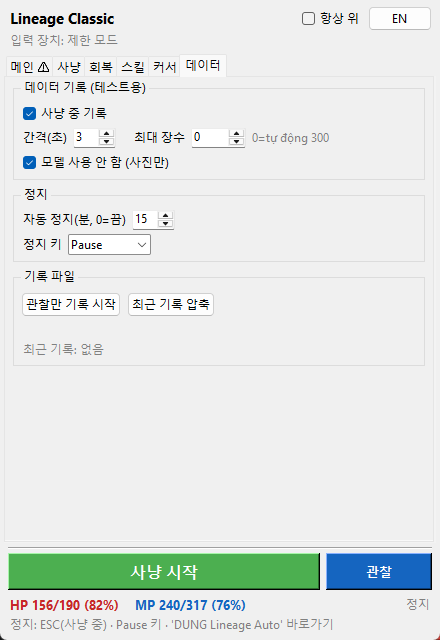 Lineage Classic
항상 위
EN
입력 장치: 제한 모드
메인 ⚠ 사냥 회복 스킬 커서 데이터
데이터 기록 (테스트용)
사냥 중 기록
간격(초) 3 최대 장수 0 0=tự động 300
모델 사용 안 함 (사진만)
정지
자동 정지(분, 0=끔) 15
정지 키 Pause
기록 파일
관찰만 기록 시작 최근 기록 압축
최근 기록: 없음
사냥 시작 관찰
HP 156/190 (82%) MP 240/317 (76%) 정지
정지: ESC(사냥 중) · Pause 키 · 'DUNG Lineage Auto' 바로가기